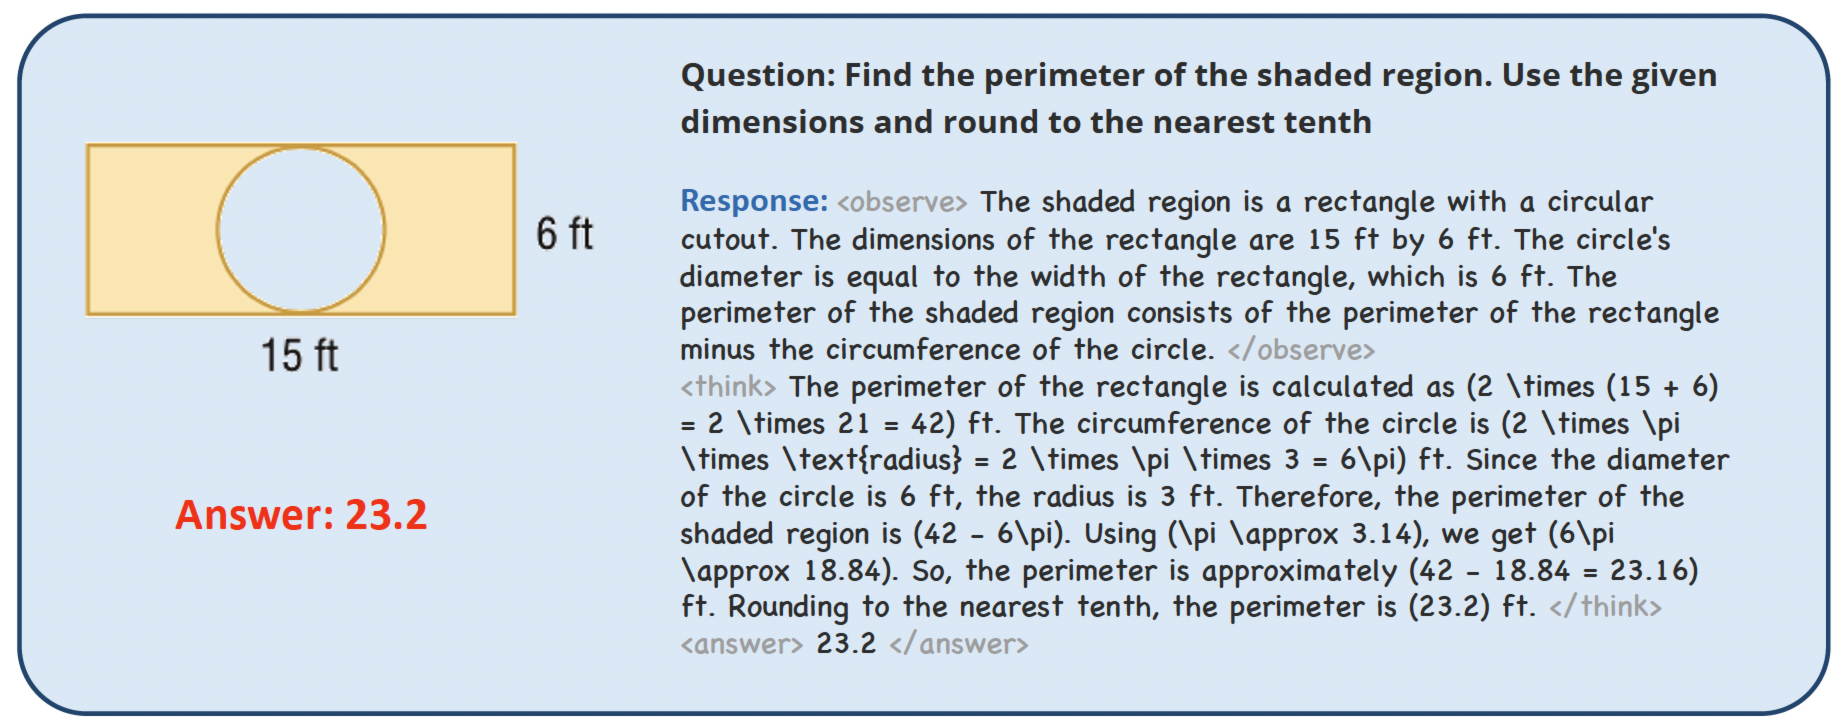 6 ft
15 ft
Answer: 23.2
Question: Find the perimeter of the shaded region. Use the given
dimensions and round to the nearest tenth
Response: <observe> The shaded region is a rectangle with a circular
cutout. The dimensions of the rectangle are 15 ft by 6 ft. The circle's
diameter is equal to the width of the rectangle, which is 6 ft. The
perimeter of the shaded region consists of the perimeter of the rectangle
minus the circumference of the circle. </observe>
<think> The perimeter of the rectangle is calculated as (2 \times (15 + 6)
= 2 \times 21 = 42) ft. The circumference of the circle is (2 \times \pi
\times \text{radius} = 2 \times \pi \times 3 = 6\pi) ft. Since the diameter
of the circle is 6 ft, the radius is 3 ft. Therefore, the perimeter of the
shaded region is (42 - 6\pi). Using (\pi \approx 3.14), we get (6\pi
\approx 18.84). So, the perimeter is approximately (42 - 18.84 = 23.16)
ft. Rounding to the nearest tenth, the perimeter is (23.2) ft. </think>
<answer> 23.2 </answer>